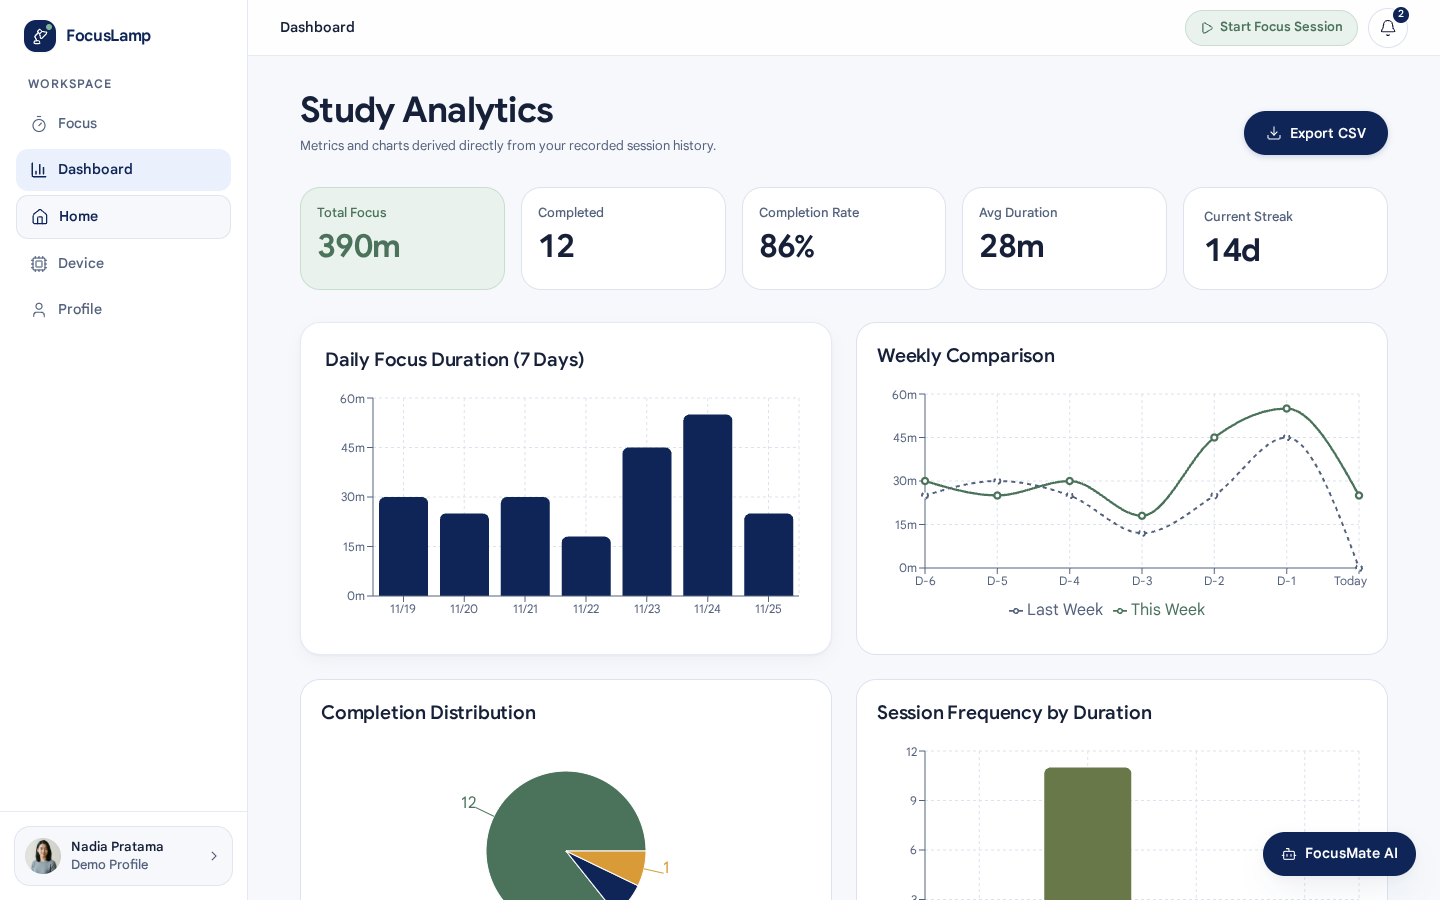 FocusLamp
WORKSPACE
Focus
Dashboard
Home
Device
Profile
Nadia Pratama
Demo Profile
Dashboard
Start Focus Session
2
Study Analytics
Metrics and charts derived directly from your recorded session history.
Export CSV
Total Focus
390m
Completed
12
Completion Rate
86%
Avg Duration
28m
Current Streak
14d
Daily Focus Duration (7 Days)
60m
45m
30m
15m
0m
11/19 11/20 11/21 11/22 11/23 11/24 11/25
Weekly Comparison
60m
45m
30m
15m
0m
D-6 D-5 D-4 D-3 D-2 D-1 Today
Last Week This Week
Completion Distribution
12
1
Session Frequency by Duration
12
9
6
3
FocusMate AI